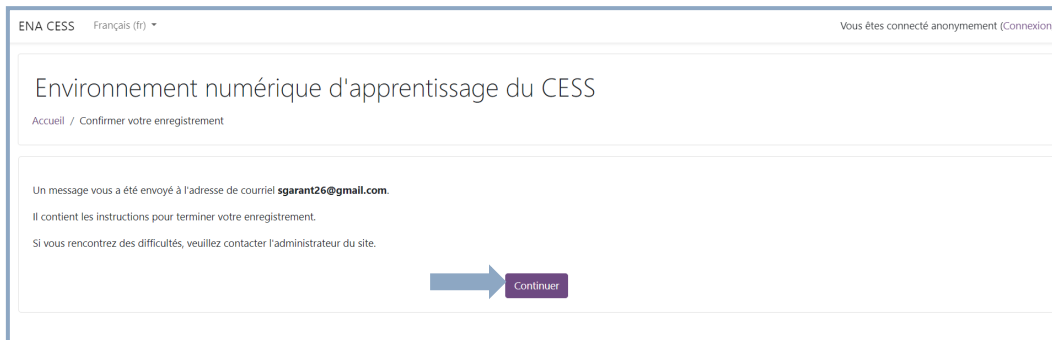 ENA CESS Français (fr) Vous êtes connecté anonymement (Connexion
Environnement numérique d'apprentissage du CESS
Accueil / Confirmer votre enregistrement
Un message vous a été envoyé à l'adresse de courriel sgarant26@gmail.com.
Il contient les instructions pour terminer votre enregistrement.
Si vous rencontrez des difficultés, veuillez contacter l'administrateur du site.
Continuer